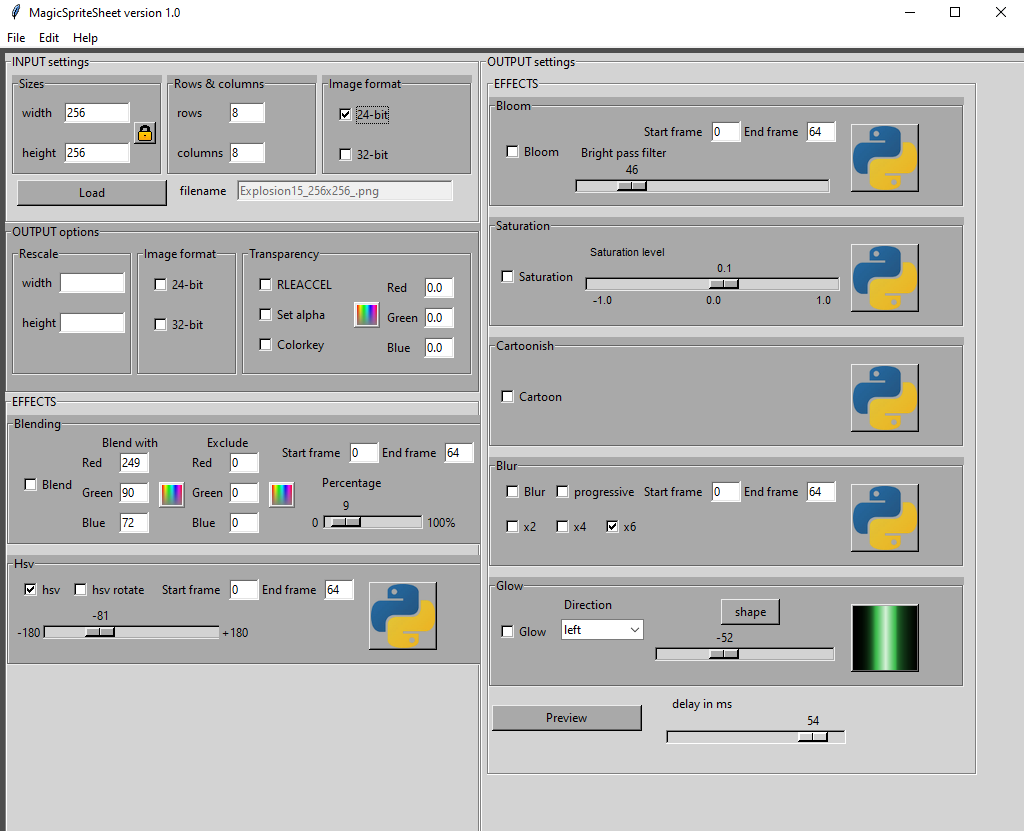 MagicSpriteSheet version 1.0
File Edit Help
INPUT settings
Sizes
width 256
height 256
Rows & columns
rows 8
columns 8
Image format
24-bit
32-bit
Load filename Explosion15_256x256_.png
OUTPUT options
Rescale
width
height
Image format
24-bit
32-bit
Transparency
RLEACCEL
Set alpha
Colorkey
Red 0.0
Green 0.0
Blue 0.0
EFFECTS
Blending
Blend
Blend with
Red 249
Green 90
Blue 72
Exclude
Red 0
Green 0
Blue 0
Start frame 0 End frame 64
Percentage
9
0 100%
Hsv
hsv hsv rotate Start frame 0 End frame 64
-81
-180 +180
OUTPUT settings
EFFECTS
Bloom
Start frame 0 End frame 64
Bloom Bright pass filter
46
Saturation
Saturation level
Saturation 0.1
-1.0 0.0 1.0
Cartoonish
Cartoon
Blur
Blur progressive Start frame 0 End frame 64
x2 x4 x6
Glow
Direction
Glow left
shape
-52
Preview
delay in ms
54